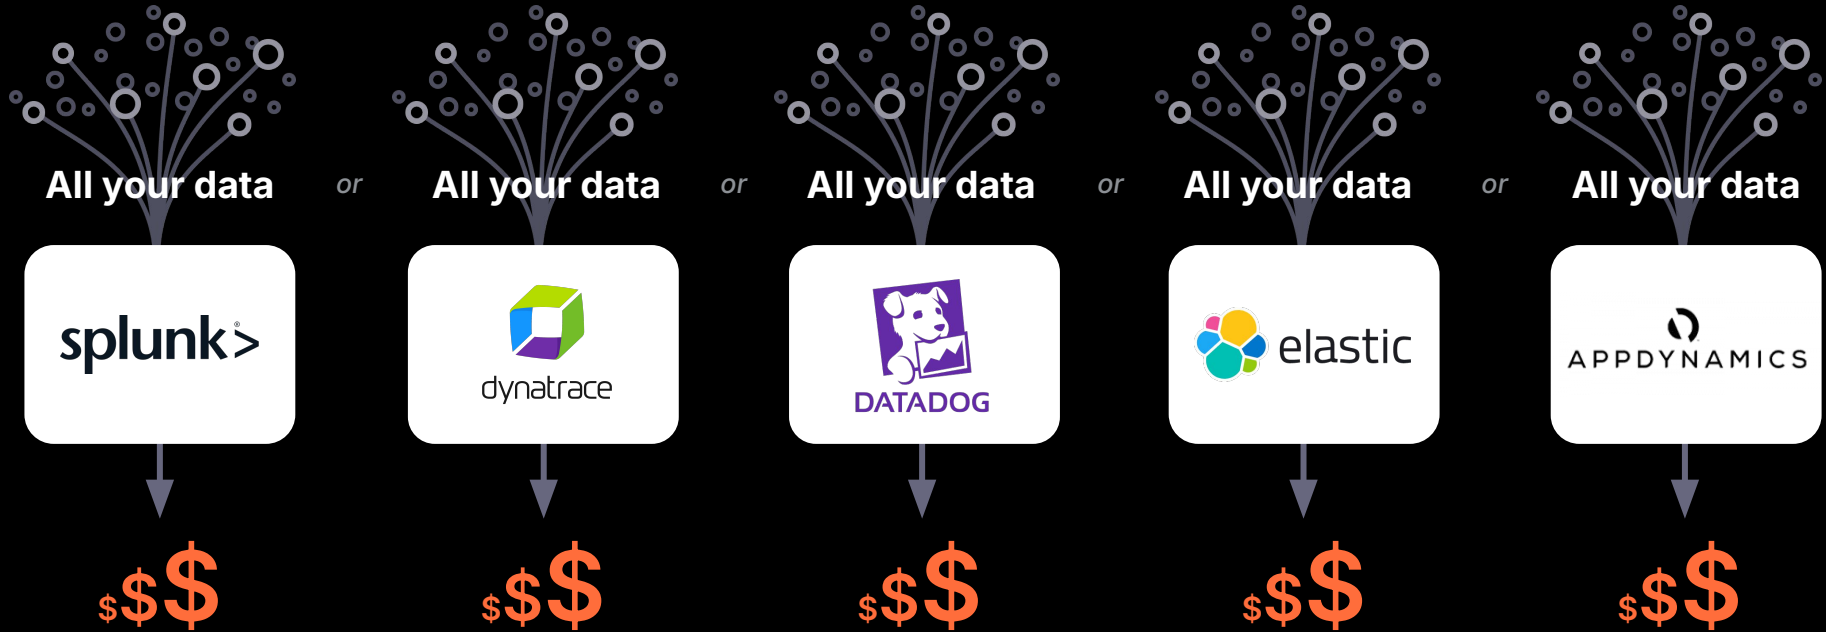 All your data or All your data or All your data or All your data or All your data
splunk>®
dynatrace
DATADOG
elastic
APPDYNAMICS
$$$ $$$ $$$ $$$ $$$